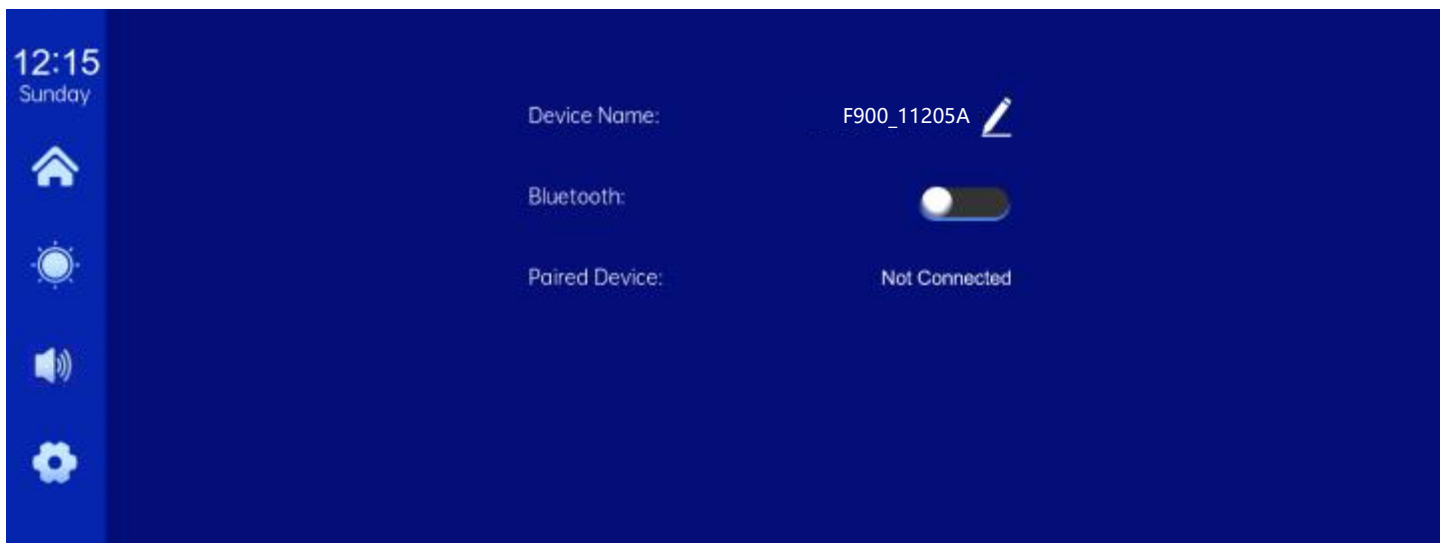 12:15
Sunday
Device Name: F900_11205A
Bluetooth:
Paired Device: Not Connected